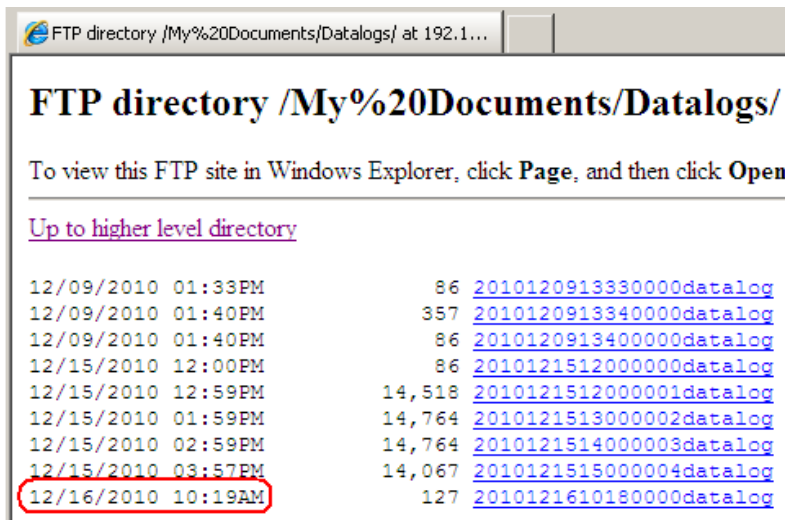 FTP directory /My%20Documents/Datalogs/ at 192.1...
FTP directory /My%20Documents/Datalogs/
To view this FTP site in Windows Explorer, click Page, and then click Open
Up to higher level directory
12/09/2010 01:33PM 86 2010120913330000datalog
12/09/2010 01:40PM 357 2010120913340000datalog
12/09/2010 01:40PM 86 2010120913400000datalog
12/15/2010 12:00PM 86 2010121512000000datalog
12/15/2010 12:59PM 14,518 2010121512000001datalog
12/15/2010 01:59PM 14,764 2010121513000002datalog
12/15/2010 02:59PM 14,764 2010121514000003datalog
12/15/2010 03:57PM 14,067 2010121515000004datalog
12/16/2010 10:19AM 127 2010121610180000datalog